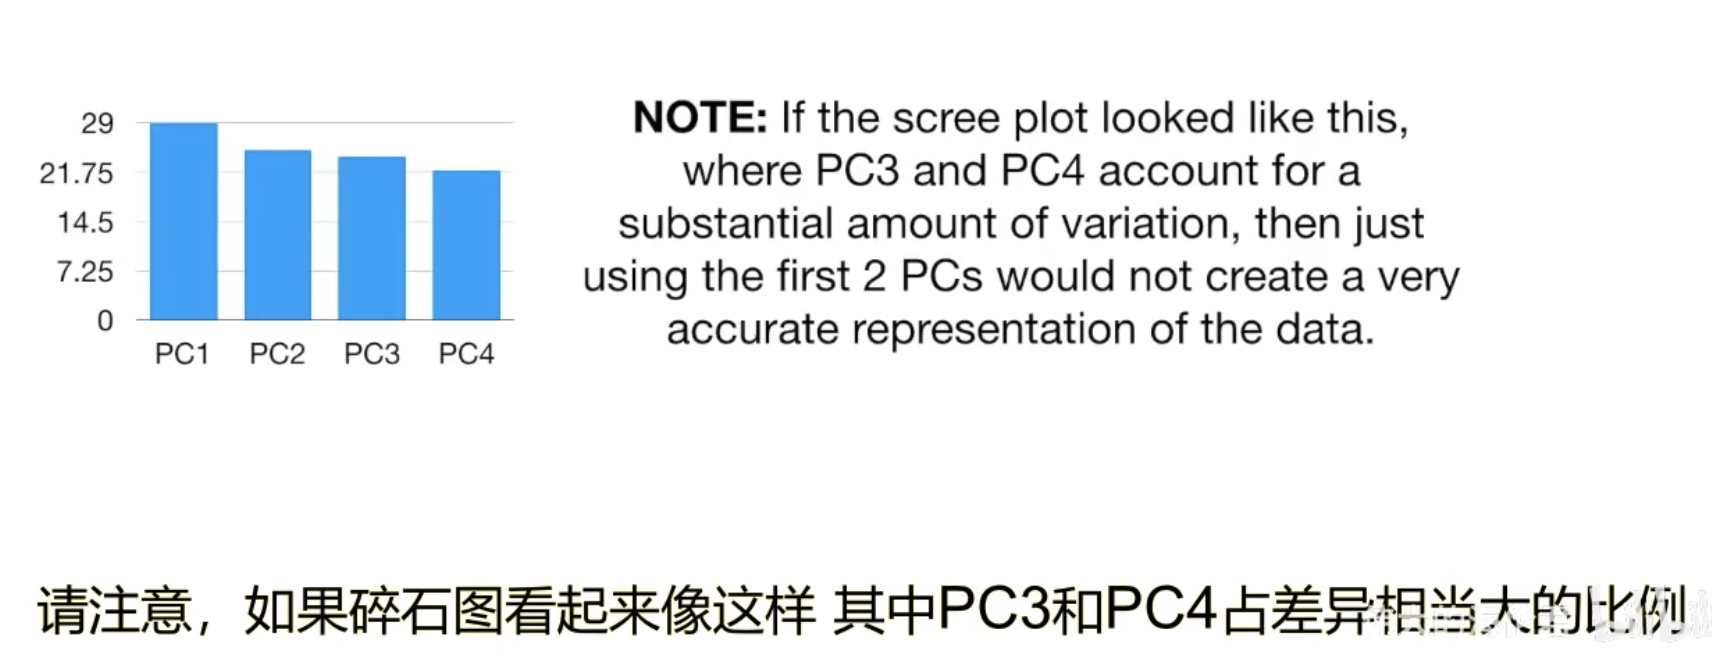 29
21.75
14.5
7.25
0
PC1 PC2 PC3 PC4
NOTE: If the scree plot looked like this,
where PC3 and PC4 account for a
substantial amount of variation, then just
using the first 2 PCs would not create a very
accurate representation of the data.
请注意，如果碎石图看起来像这样 其中PC3和PC4占差异相当大的比例